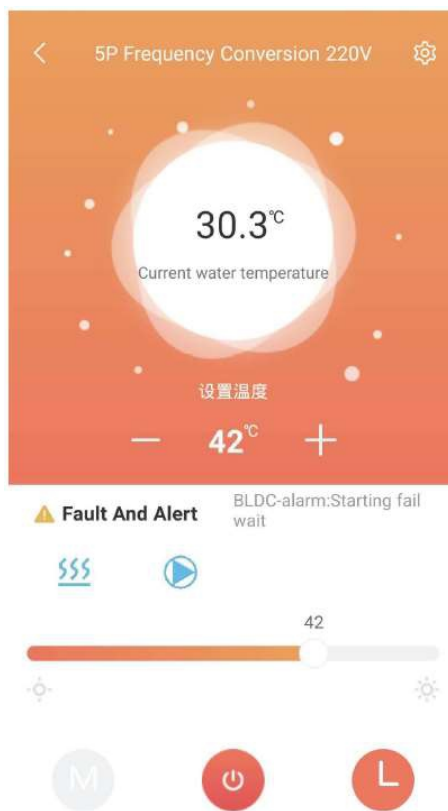 5P Frequency Conversion 220V
30.3℃
Current water temperature
设置温度
42℃
Fault And Alert
BLDC-alarm:Starting fail
wait
42
M
L